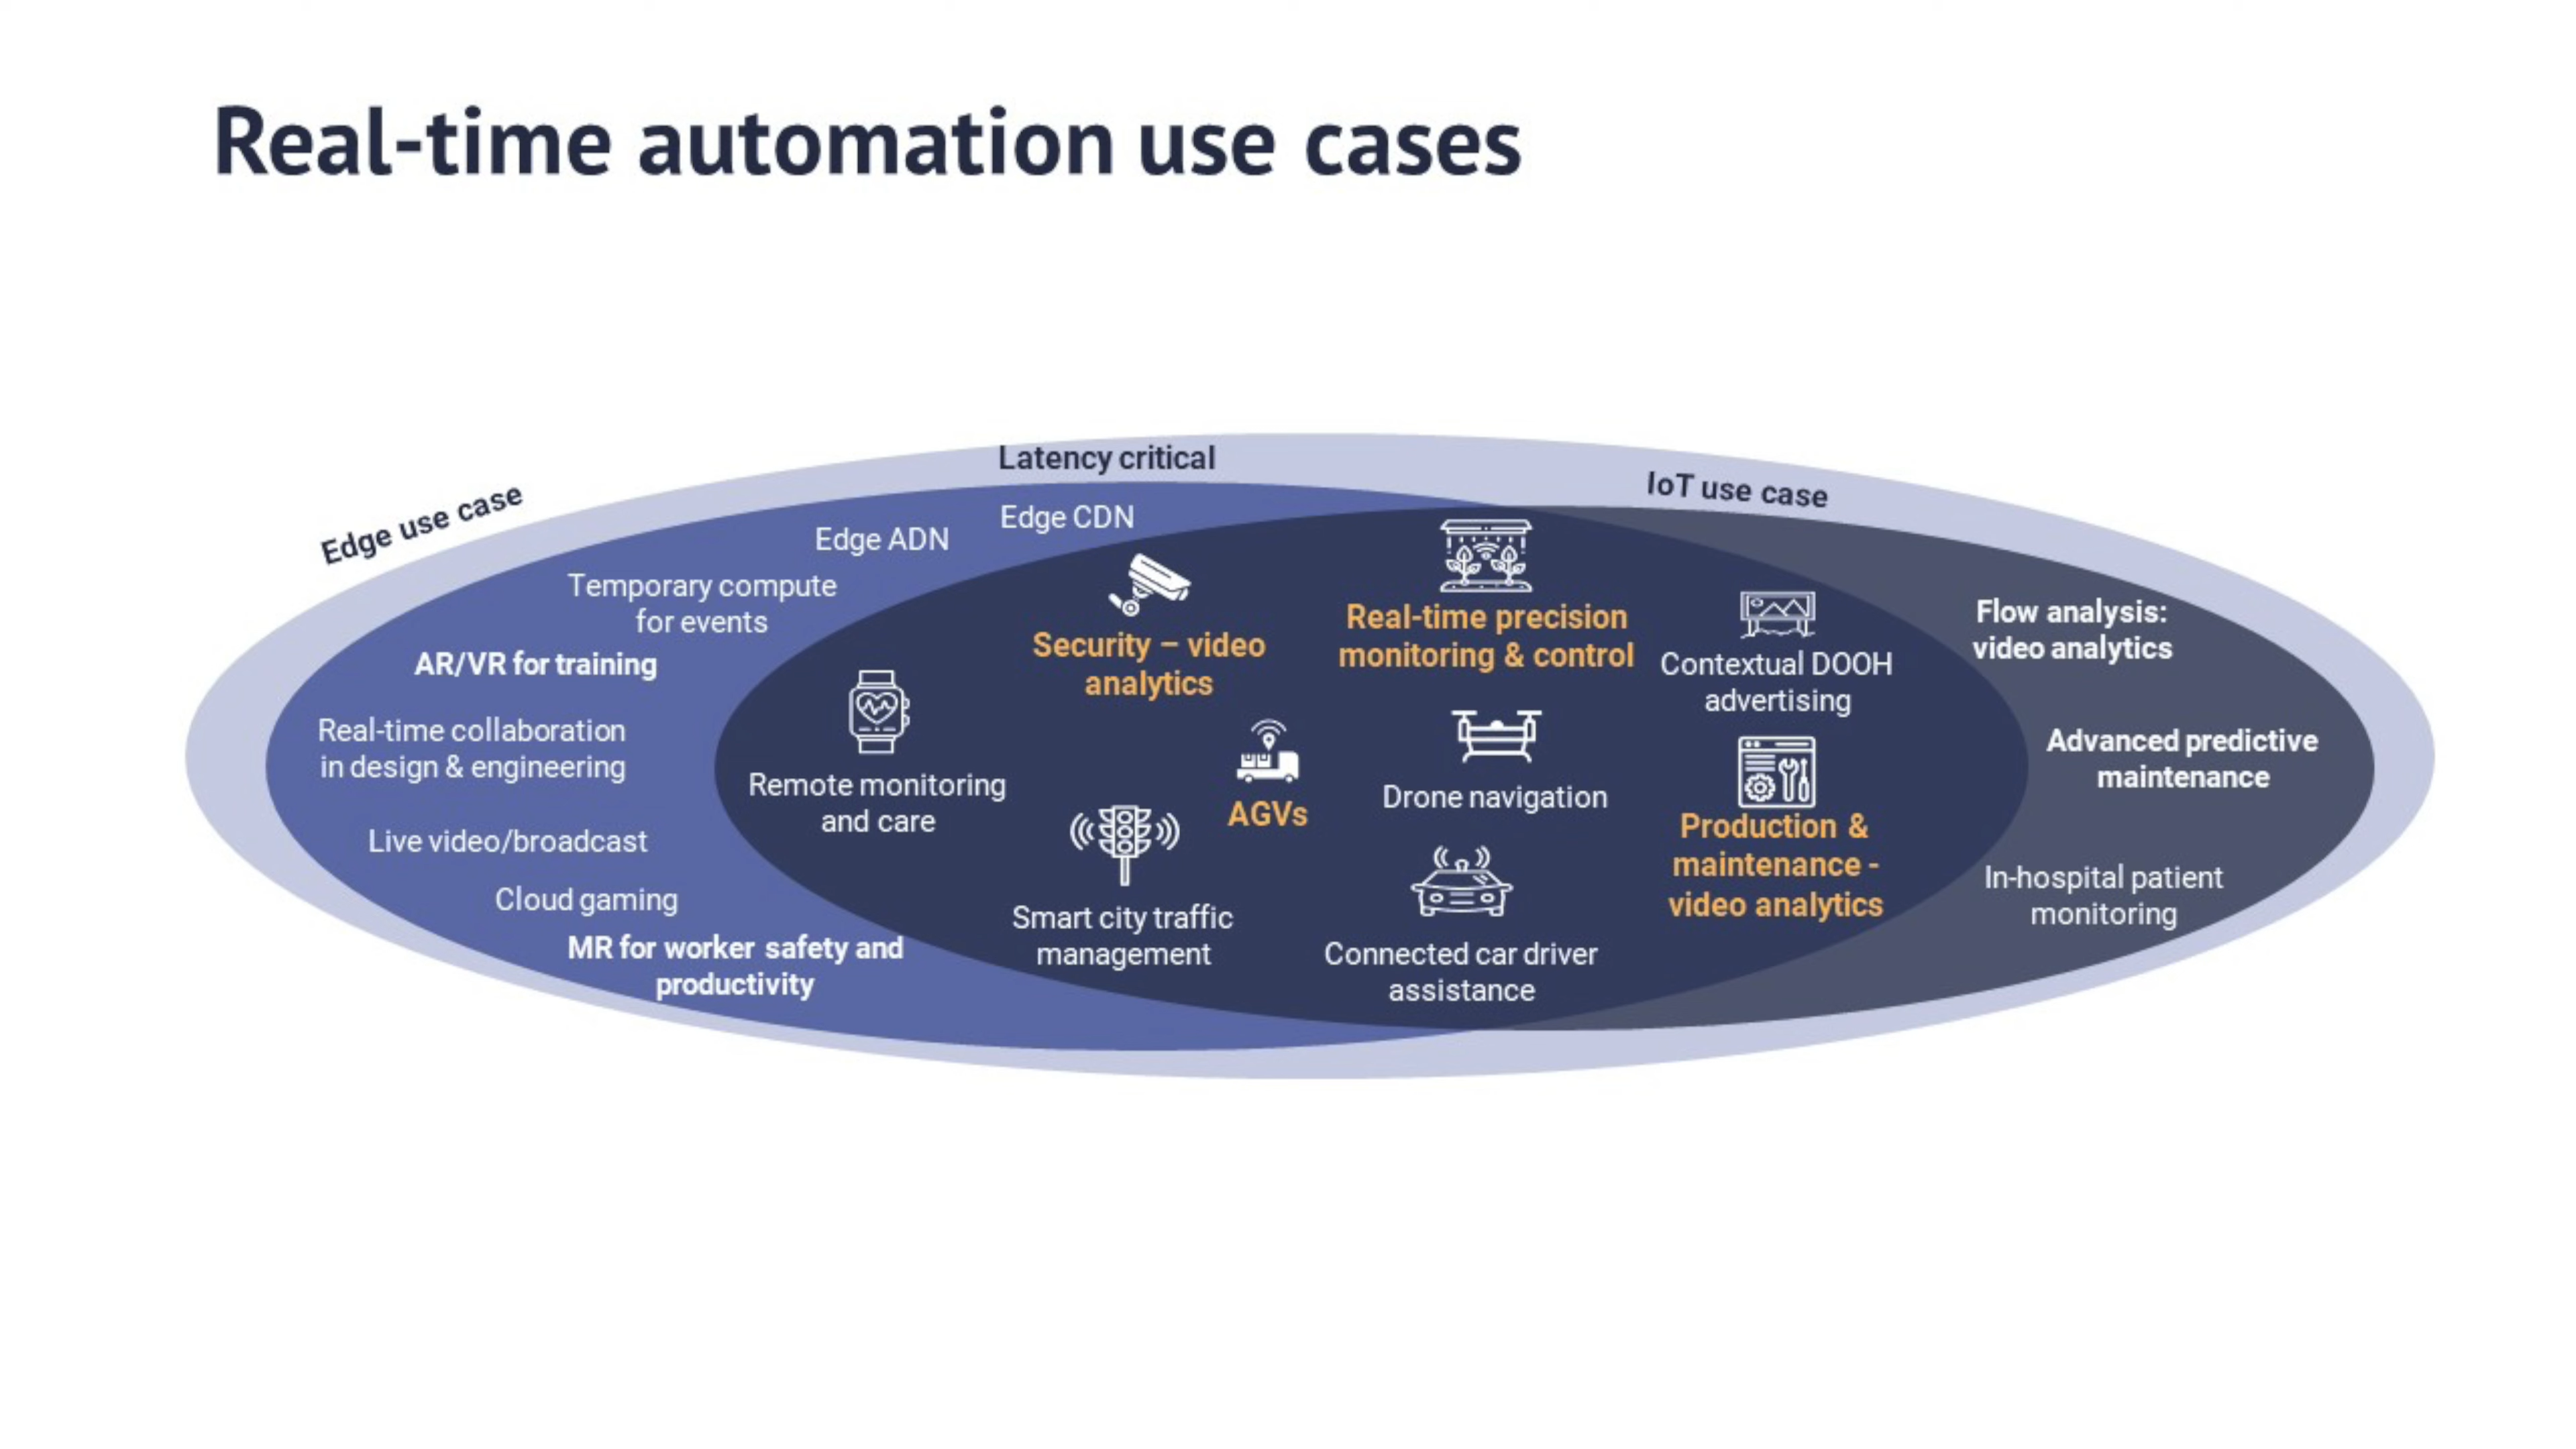 Real-time automation use cases
Edge use case
Latency critical
IoT use case
Edge CDN
Edge ADN
Temporary compute
for events
AR/VR for training
Real-time collaboration
in design & engineering
Live video/broadcast
Cloud gaming
MR for worker safety and
productivity
Remote monitoring
and care
Security – video
analytics
Smart city traffic
management
AGVs
Real-time precision
monitoring & control
Drone navigation
Connected car driver
assistance
Contextual DOOH
advertising
Production &
maintenance -
video analytics
Flow analysis:
video analytics
Advanced predictive
maintenance
In-hospital patient
monitoring